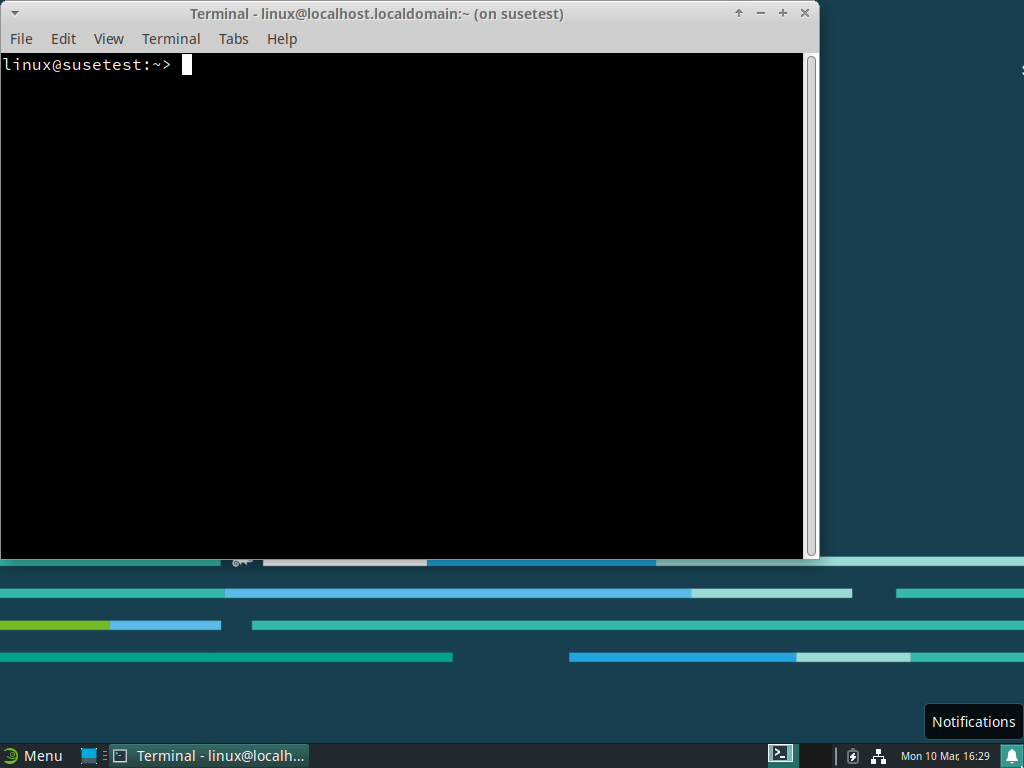 Terminal - linux@localhost.localdomain:~ (on susetest)
File Edit View Terminal Tabs Help
linux@susetest:~>
Notifications
Menu Terminal - linux@localh... Mon 10 Mar, 16:29